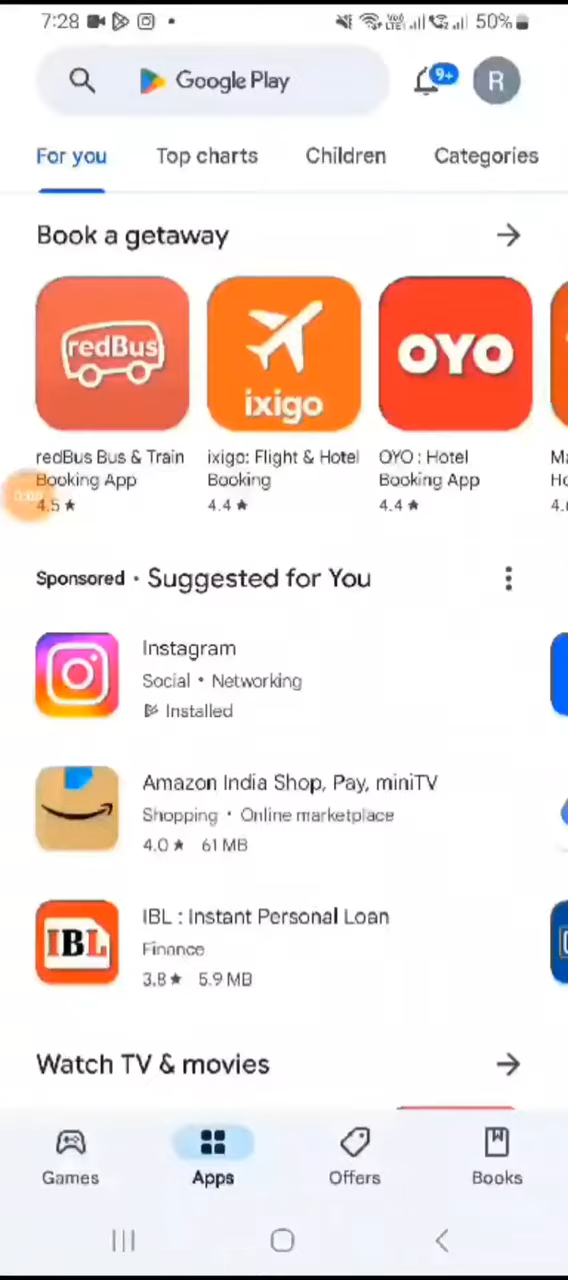 7:28 50%
Google Play 9+ R
For you Top charts Children Categories
Book a getaway
redBus
ixigo
OYO
redBus Bus & Train ixigo: Flight & Hotel OYO : Hotel
Booking App Booking Booking App
4.5 ★ 4.4 ★ 4.4 ★
Sponsored • Suggested for You
Instagram
Social • Networking
Installed
Amazon India Shop, Pay, miniTV
Shopping • Online marketplace
4.0 ★ 61 MB
IBL : Instant Personal Loan
IBL
Finance
3.8 ★ 5.9 MB
Watch TV & movies
Games Apps Offers Books